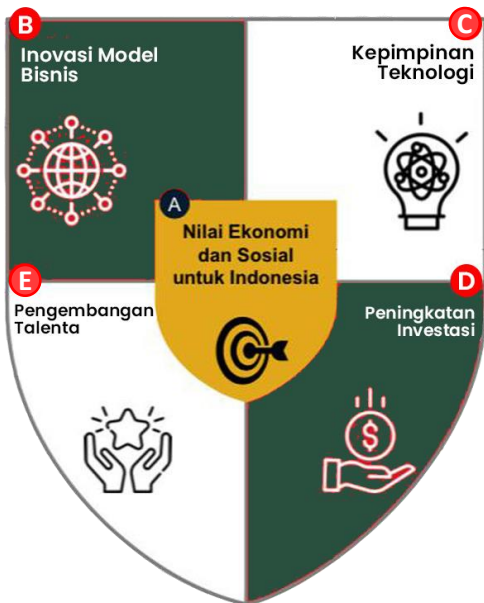 B
Inovasi Model
Bisnis
C
Kepimpinan
Teknologi
A
Nilai Ekonomi
dan Sosial
untuk Indonesia
E
Pengembangan
Talenta
D
Peningkatan
Investasi
$